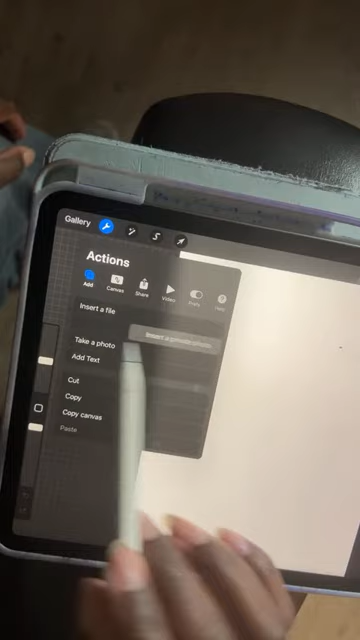 Gallery
Actions
Add
Canvas
Share
Video
Prefs
Help
Insert a file
Insert a private photo
Take a photo
Add Text
Cut
Copy
Copy canvas
Paste